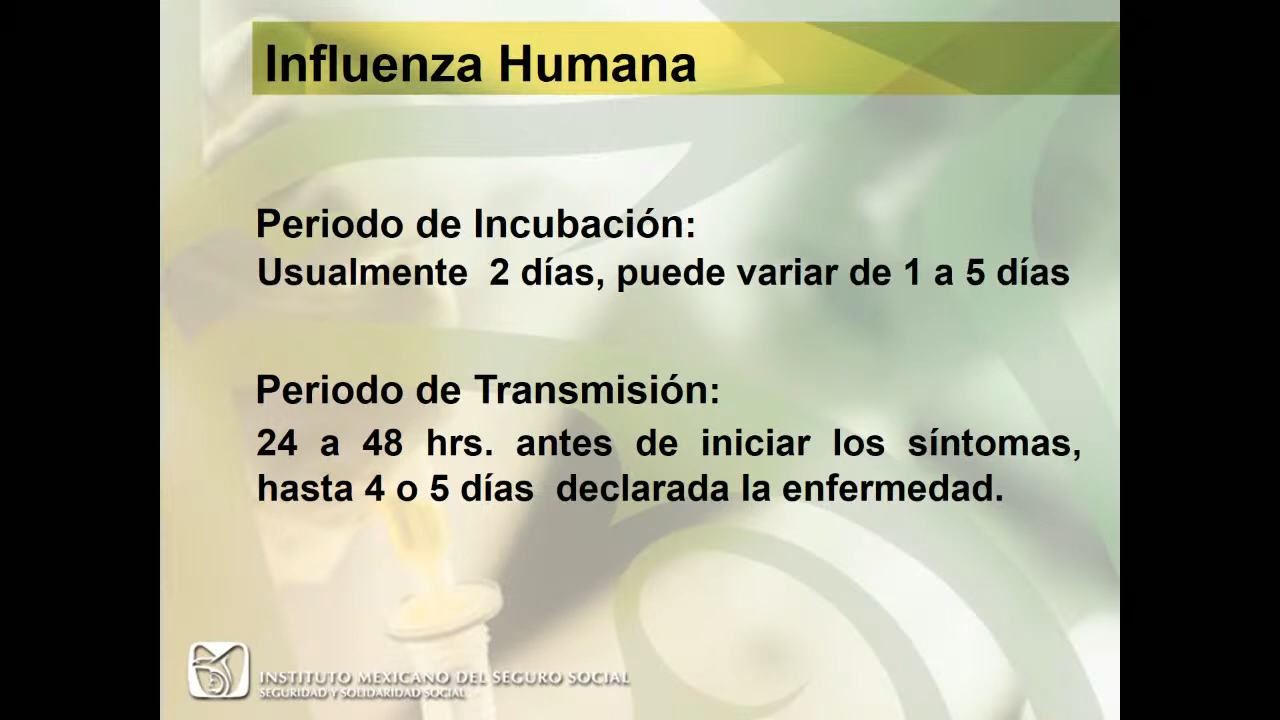 Influenza Humana
Periodo de Incubación:
Usualmente 2 días, puede variar de 1 a 5 días
Periodo de Transmisión:
24 a 48 hrs. antes de iniciar los síntomas,
hasta 4 o 5 días declarada la enfermedad.
INSTITUTO MEXICANO DEL SEGURO SOCIAL
SEGURIDAD Y SOLIDARIDAD SOCIAL